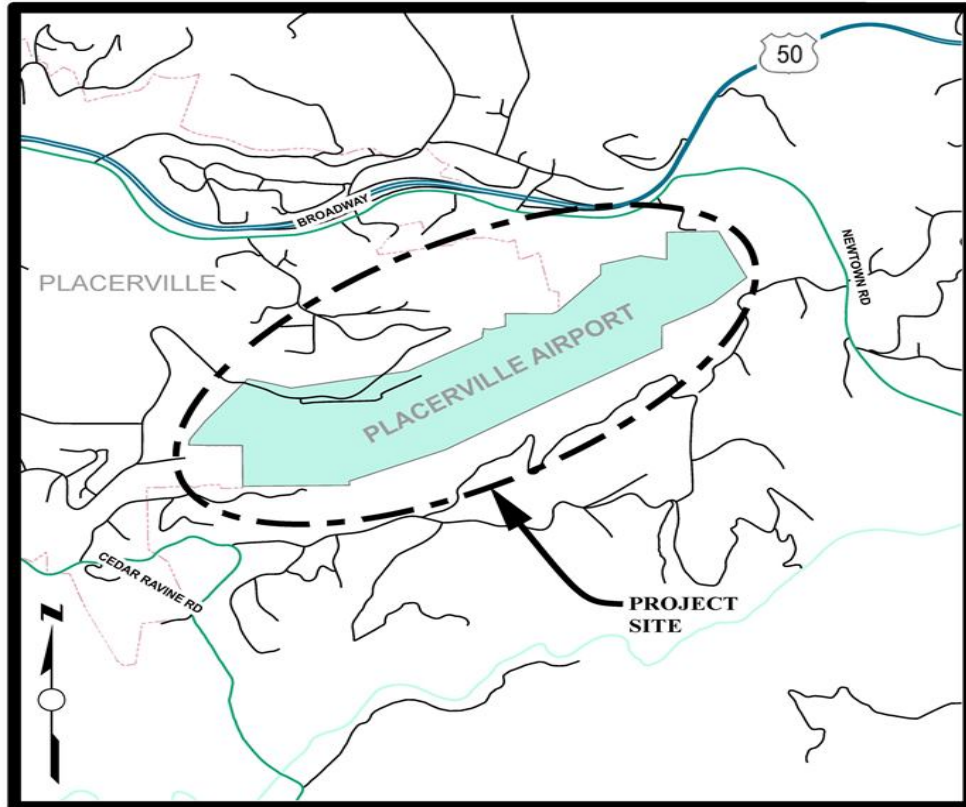 50
BROADWAY
PLACERVILLE
NEWTOWN RD
PLACERVILLE AIRPORT
CEDAR RAVINE RD
PROJECT
SITE
N